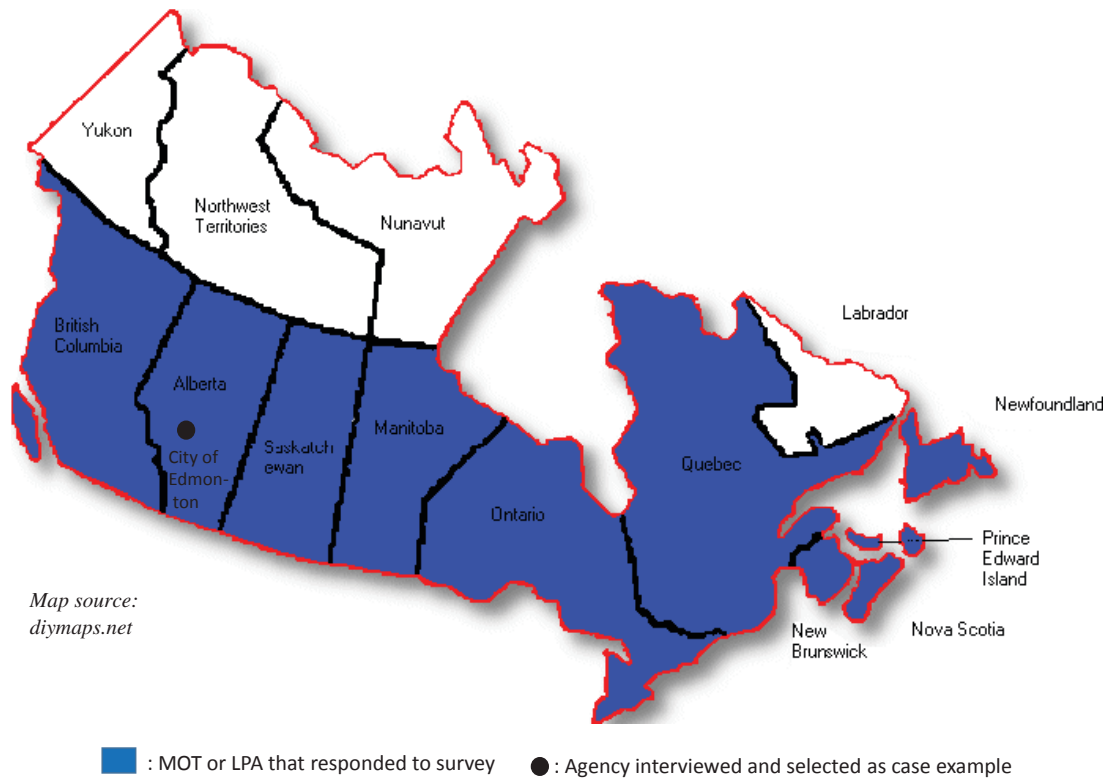 Yukon
Northwest
Territories
Nunavut
British
Columbia
Alberta
City of
Edmon-
ton
Saskatch
ewan
Manitoba
Ontario
Quebec
Labrador
Newfoundland
Prince
Edward
Island
New
Brunswick
Nova Scotia
Map source:
diymaps.net
: MOT or LPA that responded to survey
: Agency interviewed and selected as case example